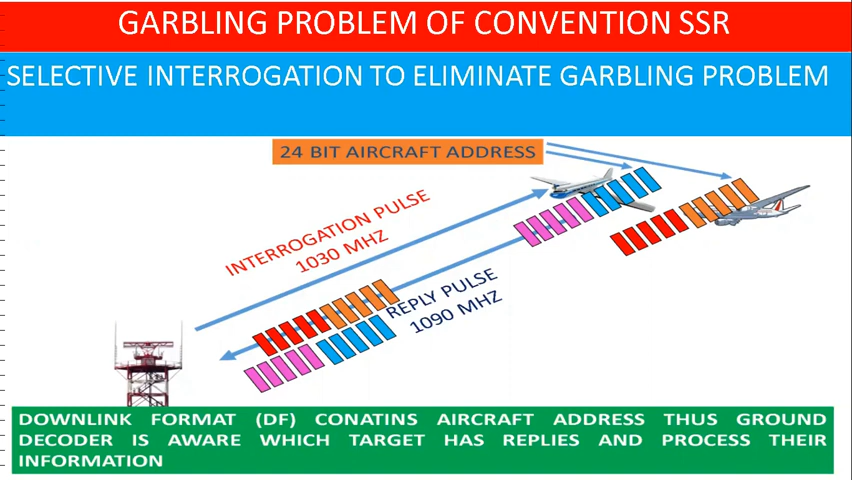 GARBLING PROBLEM OF CONVENTION SSR
SELECTIVE INTERROGATION TO ELIMINATE GARBLING PROBLEM
24 BIT AIRCRAFT ADDRESS
INTERROGATION PULSE
1030 MHZ
REPLY PULSE
1090 MHZ
DOWNLINK FORMAT (DF) CONATINS AIRCRAFT ADDRESS THUS GROUND
DECODER IS AWARE WHICH TARGET HAS REPLIES AND PROCESS THEIR
INFORMATION